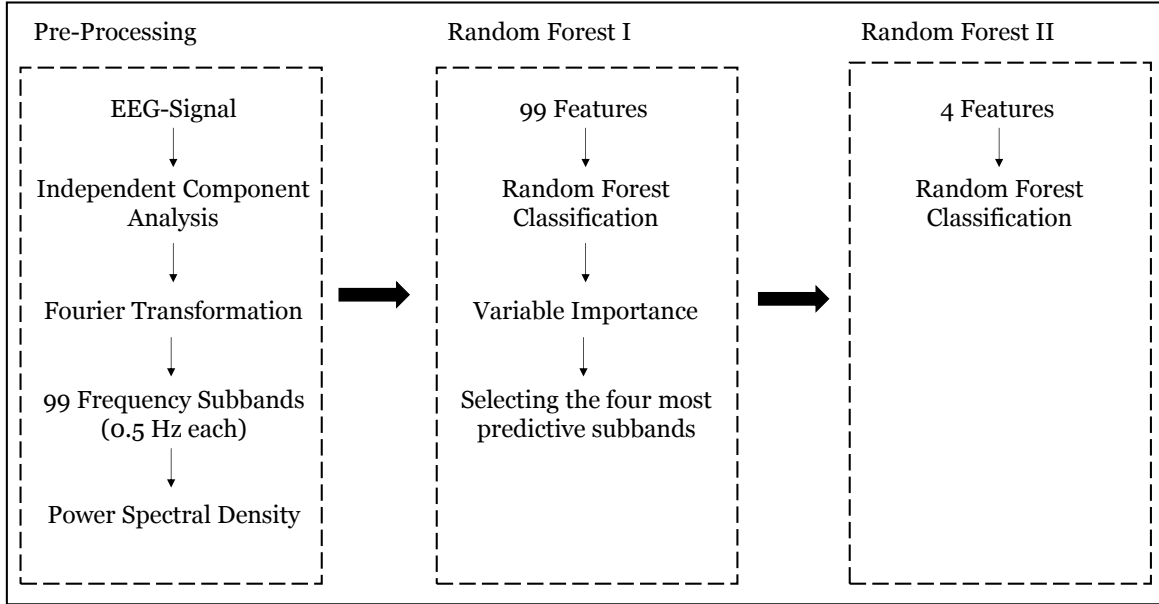 Pre-Processing
EEG-Signal
Independent Component
Analysis
Fourier Transformation
99 Frequency Subbands
(0.5 Hz each)
Power Spectral Density
Random Forest I
99 Features
Random Forest
Classification
Variable Importance
Selecting the four most
predictive subbands
Random Forest II
4 Features
Random Forest
Classification